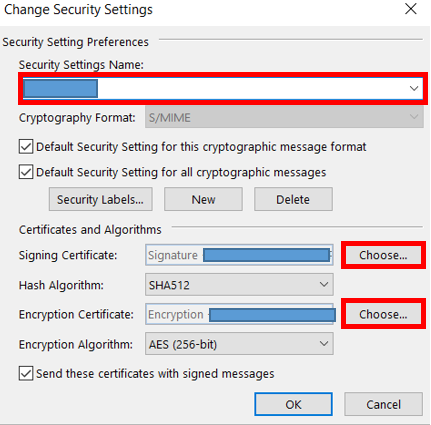 Change Security Settings
Security Setting Preferences
Security Settings Name:
Cryptography Format: S/MIME
Default Security Setting for this cryptographic message format
Default Security Setting for all cryptographic messages
Security Labels... New Delete
Certificates and Algorithms
Signing Certificate: Signature Choose...
Hash Algorithm: SHA512
Encryption Certificate: Encryption Choose...
Encryption Algorithm: AES (256-bit)
Send these certificates with signed messages
OK Cancel